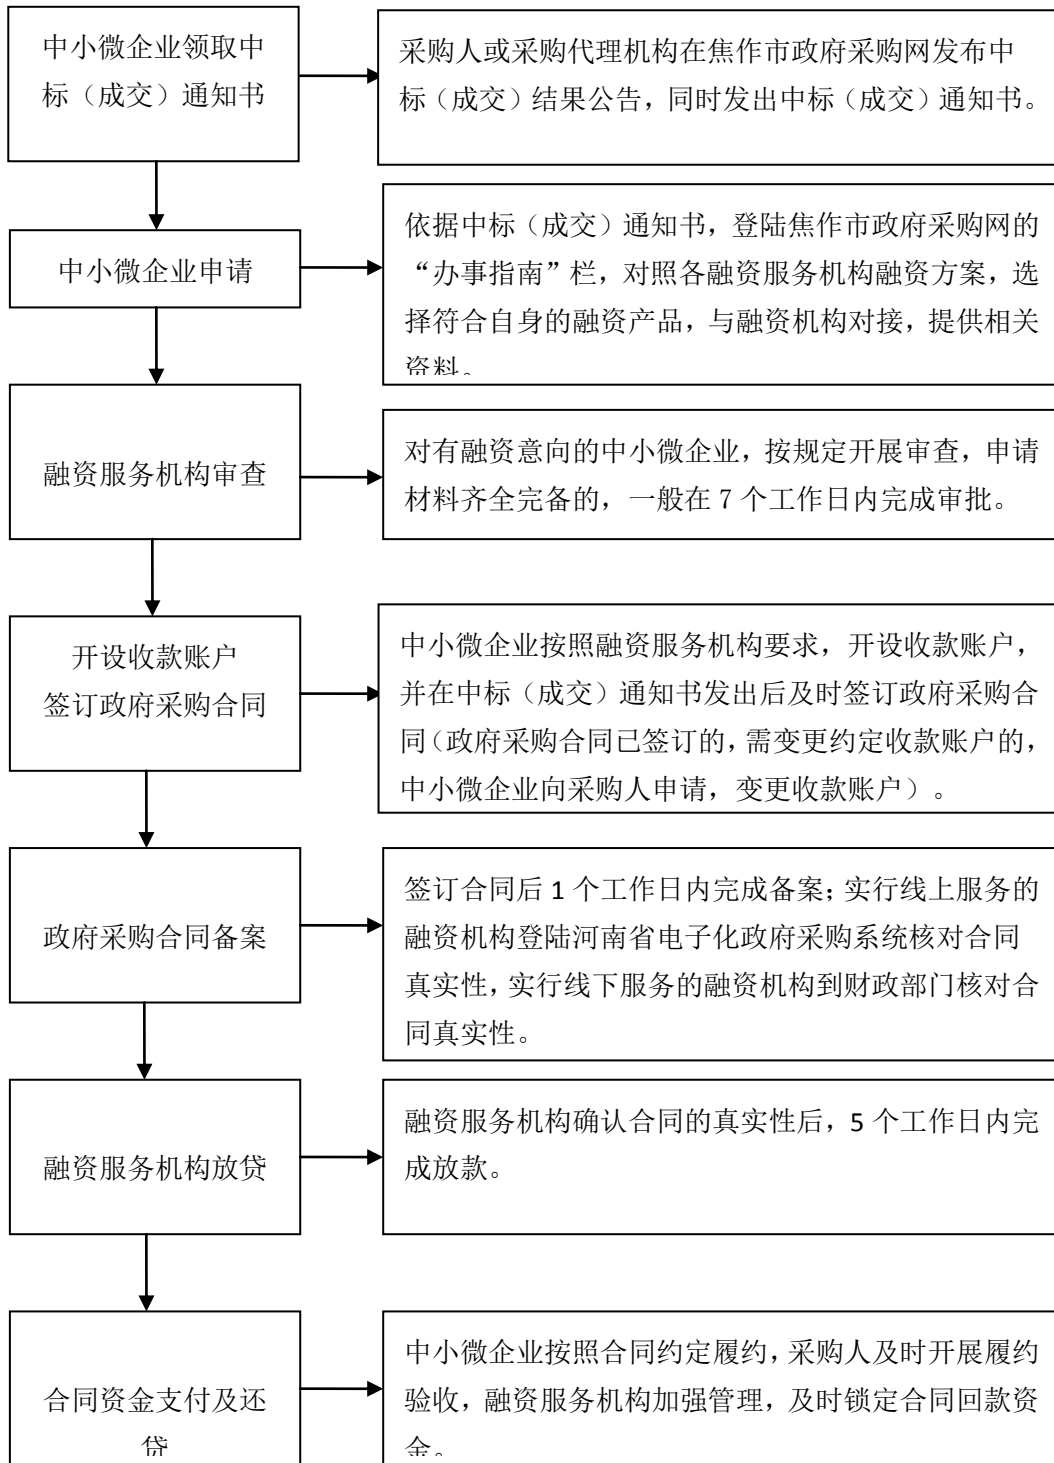 中小微企业领取中
标（成交）通知书
采购人或采购代理机构在焦作市政府采购网发布中
标（成交）结果公告，同时发出中标（成交）通知书。
中小微企业申请
依据中标（成交）通知书，登陆焦作市政府采购网的
“办事指南”栏，对照各融资服务机构融资方案，选
择符合自身的融资产品，与融资机构对接，提供相关
资料。
融资服务机构审查
对有融资意向的中小微企业，按规定开展审查，申请
材料齐全完备的，一般在 7 个工作日内完成审批。
开设收款账户
签订政府采购合同
中小微企业按照融资服务机构要求，开设收款账户，
并在中标（成交）通知书发出后及时签订政府采购合
同（政府采购合同已签订的，需变更约定收款账户的，
中小微企业向采购人申请，变更收款账户）。
政府采购合同备案
签订合同后 1 个工作日内完成备案；实行线上服务的
融资机构登陆河南省电子化政府采购系统核对合同
真实性，实行线下服务的融资机构到财政部门核对合
同真实性。
融资服务机构放贷
融资服务机构确认合同的真实性后，5 个工作日内完
成放款。
合同资金支付及还
贷
中小微企业按照合同约定履约，采购人及时开展履约
验收，融资服务机构加强管理，及时锁定合同回款资
金。